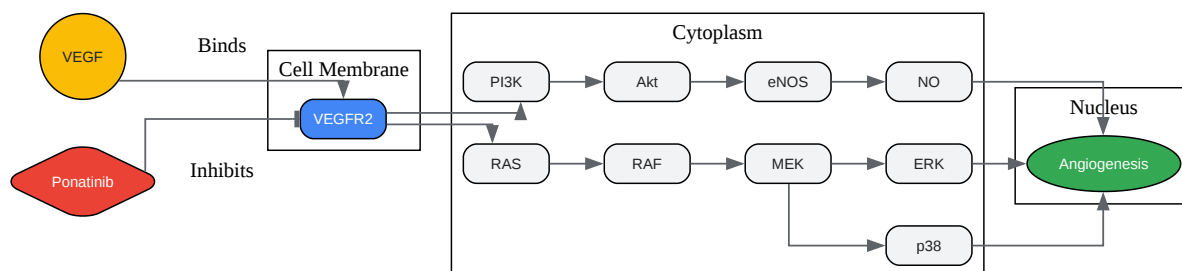 VEGF
Binds
Cell Membrane
VEGFR2
Ponatinib
Inhibits
Cytoplasm
PI3K
Akt
eNOS
NO
RAS
RAF
MEK
ERK
p38
Nucleus
Angiogenesis